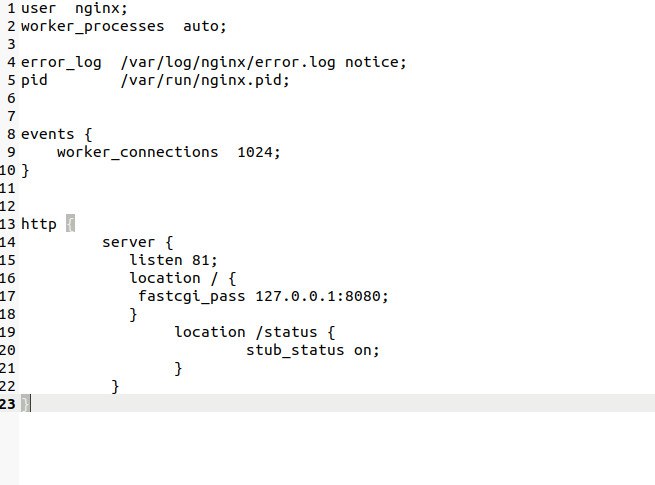 1 user  nginx;
2 worker_processes  auto;
3
4 error_log  /var/log/nginx/error.log notice;
5 pid        /var/run/nginx.pid;
6
7
8 events {
9     worker_connections  1024;
10 }
11
12
13 http {
14          server {
15             listen 81;
16             location / {
17              fastcgi_pass 127.0.0.1:8080;
18             }
19                  location /status {
20                          stub_status on;
21                  }
22           }
23 }